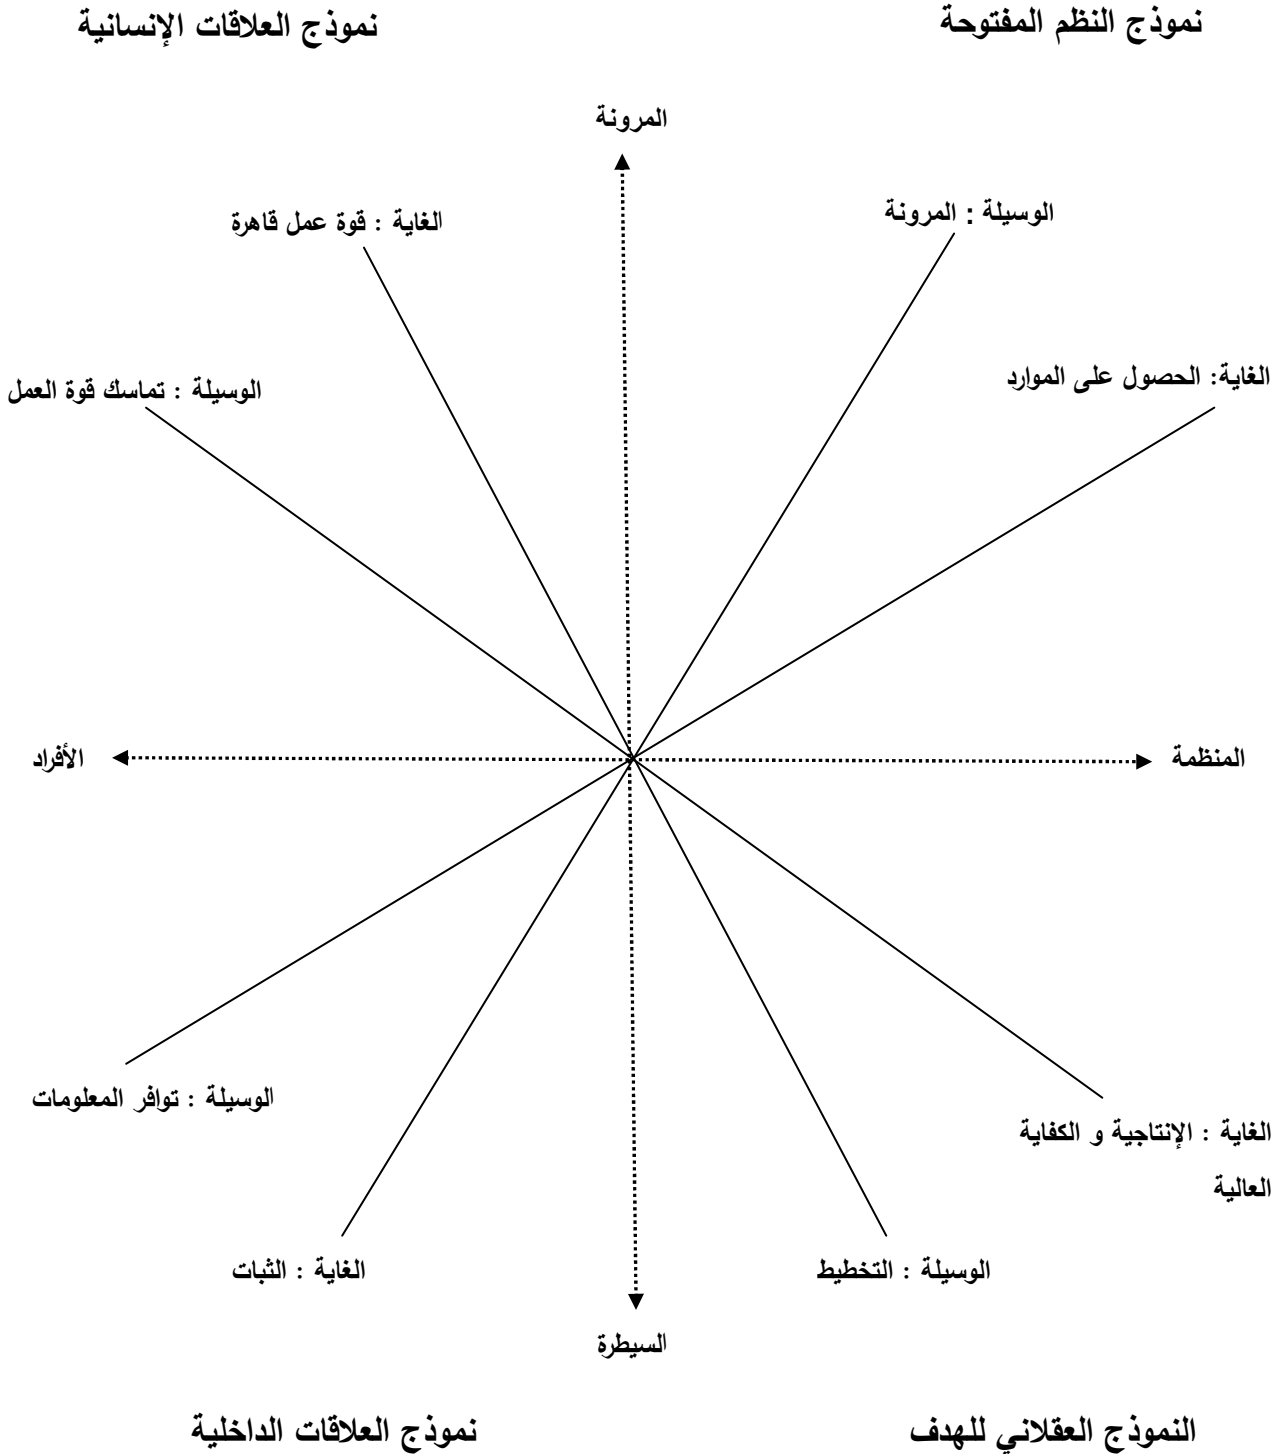 نموذج النظم المفتوحة
نموذج العلاقات الإنسانية
المرونة
الوسيلة : المرونة
الغاية : قوة عمل قاهرة
الغاية: الحصول على الموارد
الوسيلة : تماسك قوة العمل
المنظمة
الأفراد
الوسيلة : توافر المعلومات
الغاية : الإنتاجية و الكفاية
العالية
الوسيلة : التخطيط
الغاية : الثبات
السيطرة
النموذج العقلاني للهدف
نموذج العلاقات الداخلية